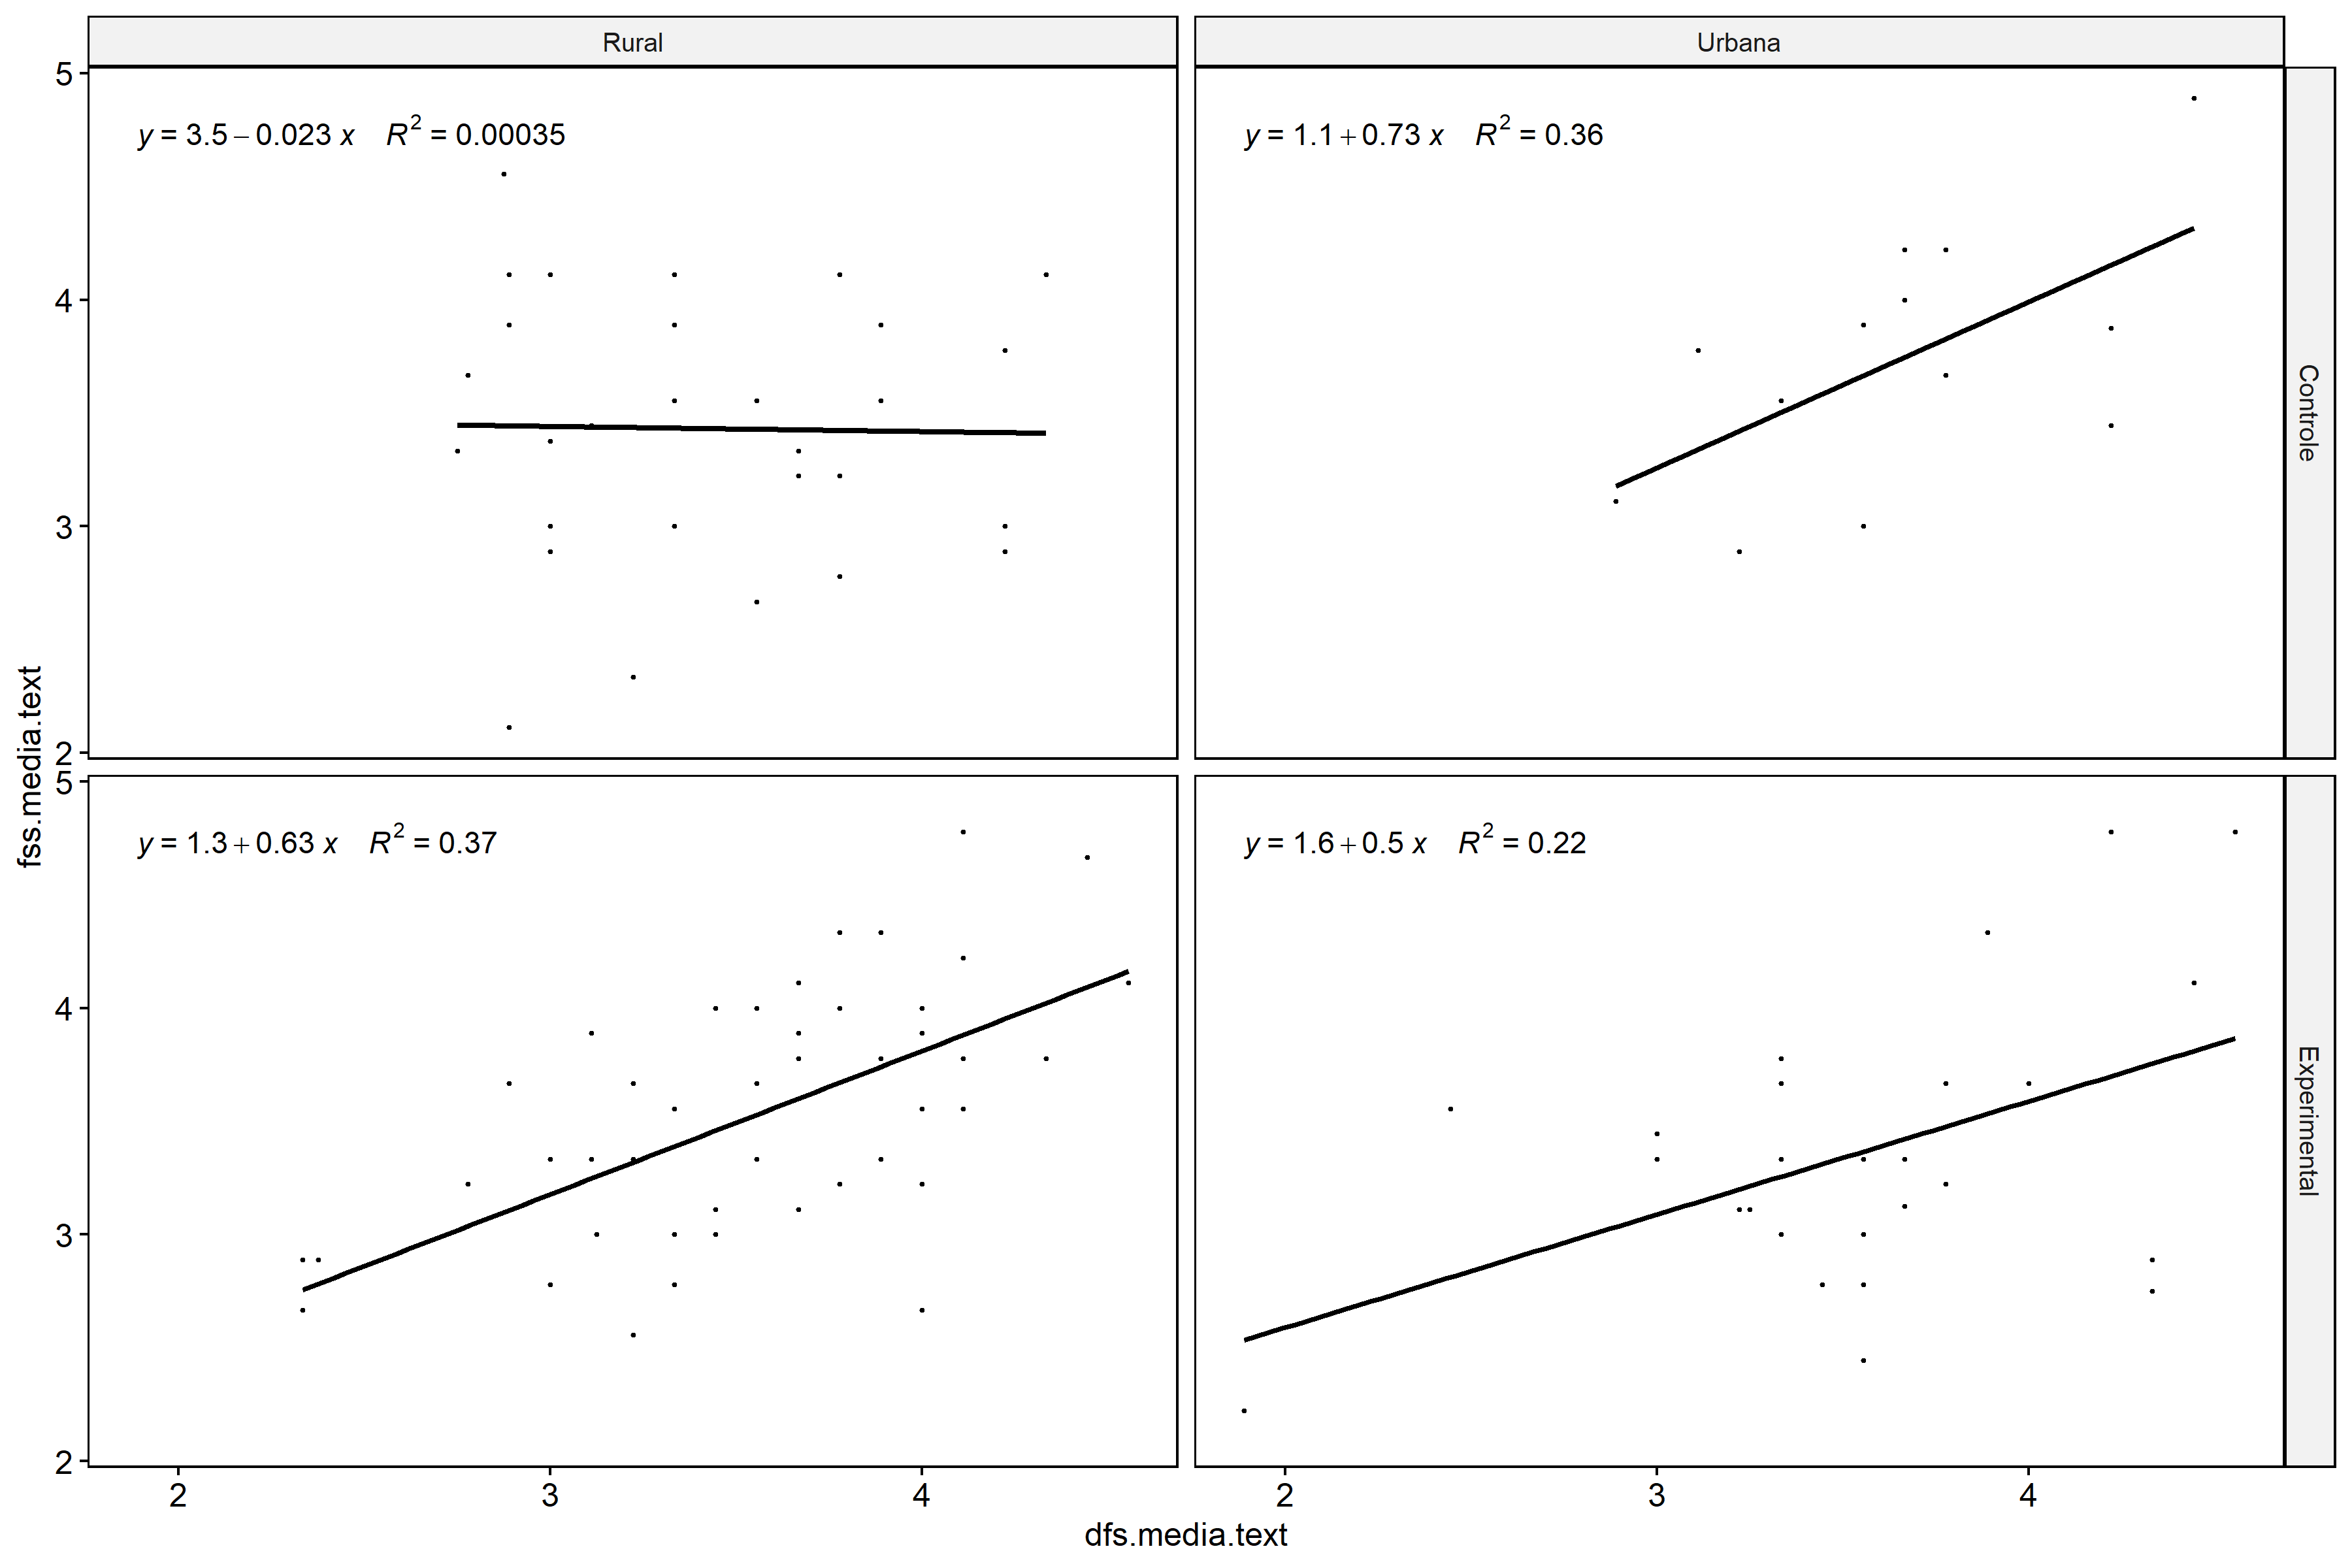 Rural
Urbana
5
y = 3.5 − 0.023 x R² = 0.00035
y = 1.1 + 0.73 x R² = 0.36
4
3
2
Controle
fss.media.text
5
y = 1.3 + 0.63 x R² = 0.37
y = 1.6 + 0.5 x R² = 0.22
4
3
2
Experimental
2 3 4 2 3 4
dfs.media.text